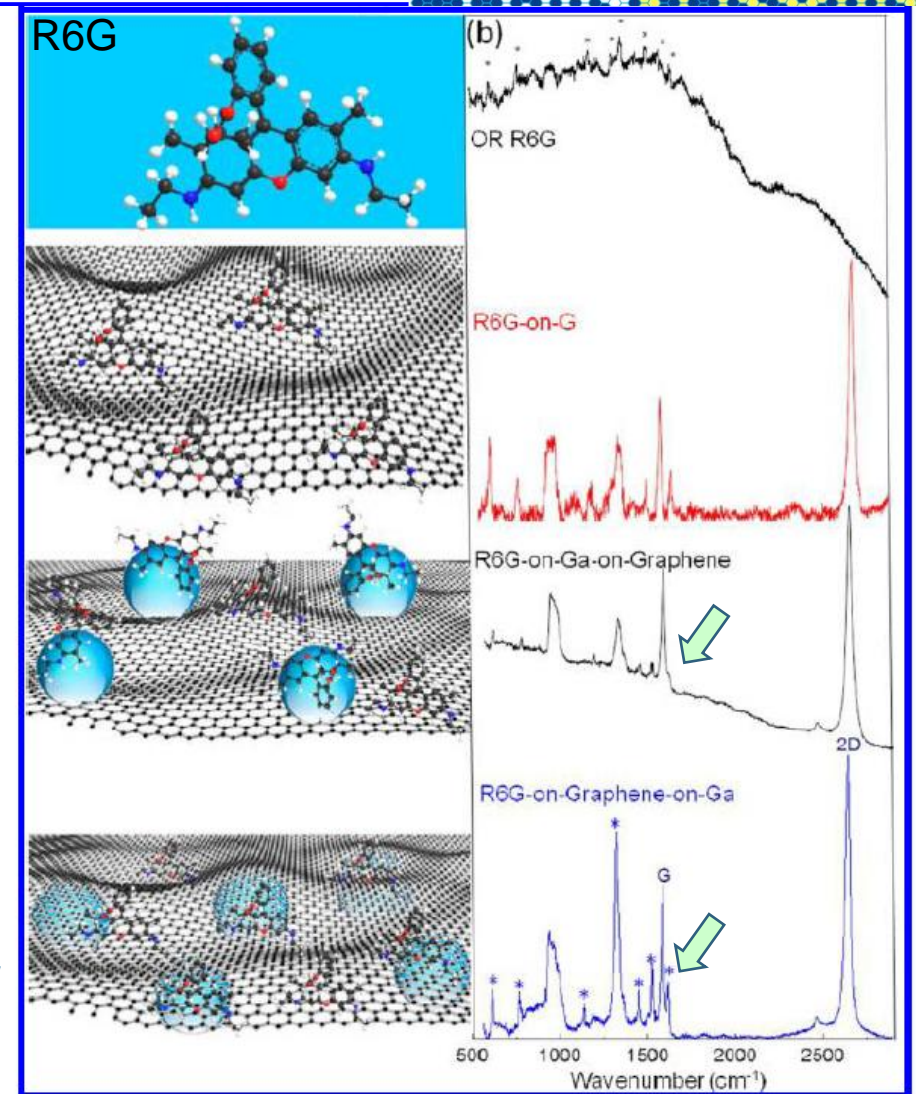 R6G
(b)
OR R6G
R6G-on-G
R6G-on-Ga-on-Graphene
2D
R6G-on-Graphene-on-Ga
*
G
* * * * * *
500 1000 1500 2000 2500
Wavenumber (cm⁻¹)